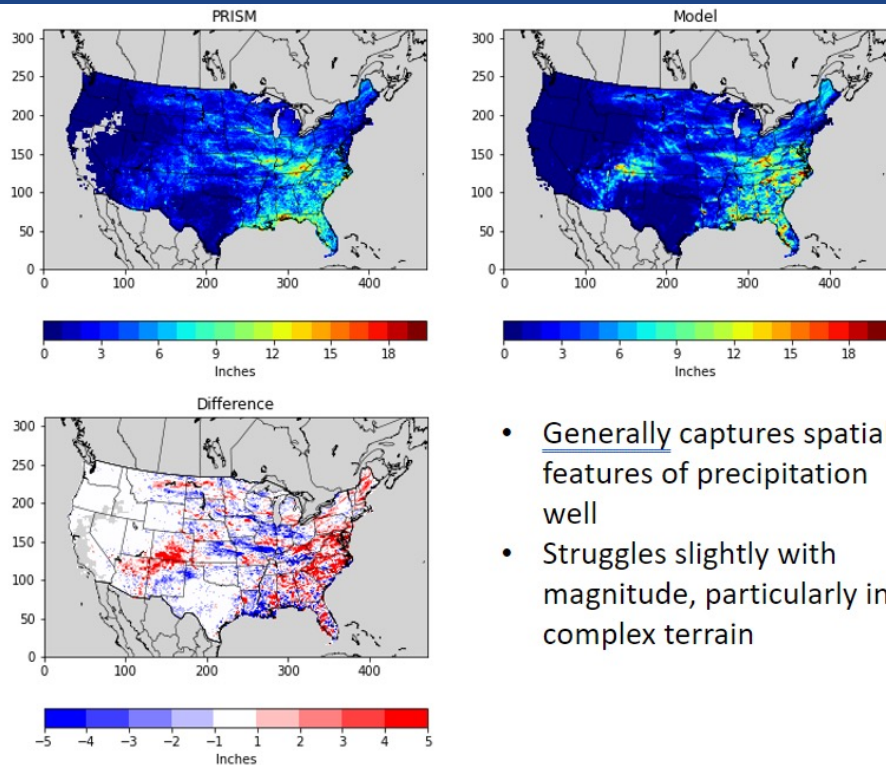 PRISM
300
250
200
150
100
50
0
0 100 200 300 400
0 3 6 9 12 15 18
Inches
Model
300
250
200
150
100
50
0
0 100 200 300 400
0 3 6 9 12 15 18
Inches
Difference
300
250
200
150
100
50
0
0 100 200 300 400
−5 −4 −3 −2 −1 1 2 3 4 5
Inches
• Generally captures spatia
features of precipitation
well
• Struggles slightly with
magnitude, particularly in
complex terrain